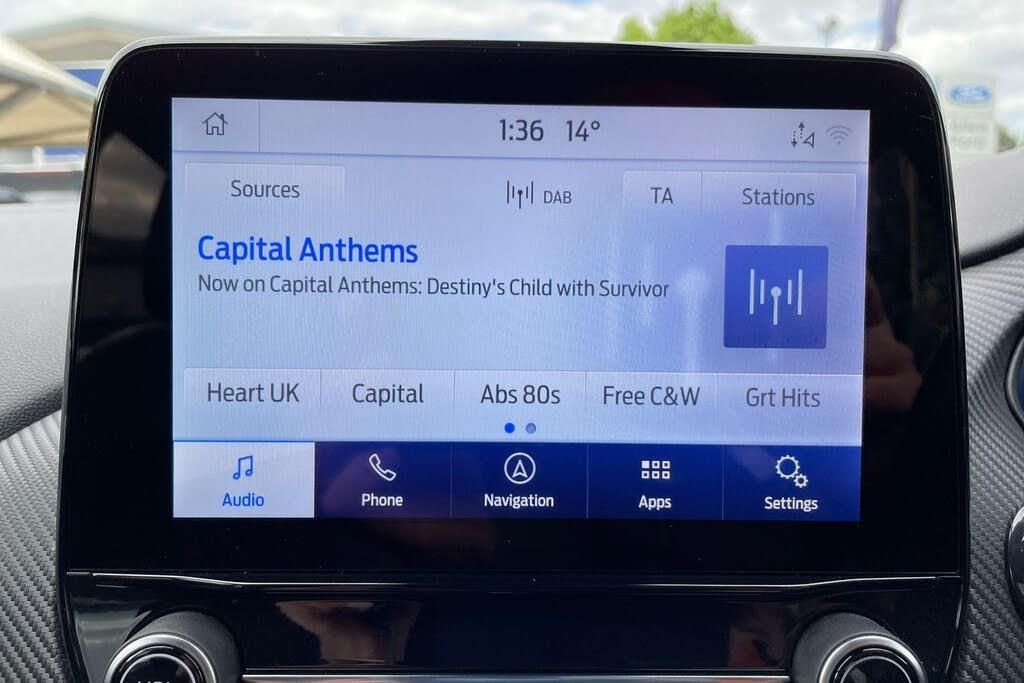 1:36 14°
Sources DAB TA Stations
Capital Anthems
Now on Capital Anthems: Destiny's Child with Survivor
Heart UK Capital Abs 80s Free C&W Grt Hits
Audio Phone Navigation Apps Settings